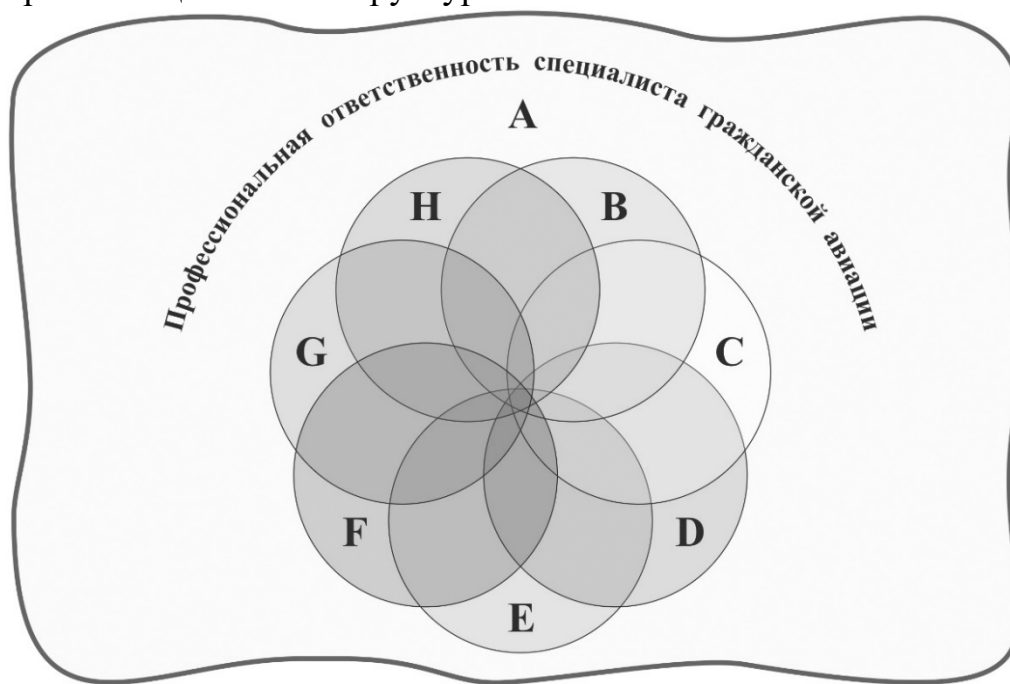 Профессиональная ответственность специалиста гражданской авиации
A
H
B
G
C
F
D
E